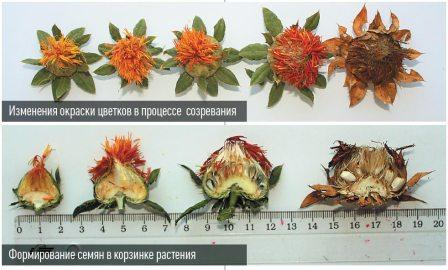 Изменения окраски цветков в процессе созревания
0 1 2 3 4 5 6 7 8 9 10 11 12 13 14 15 16 17 18 19 20
Формирование семян в корзинке растения